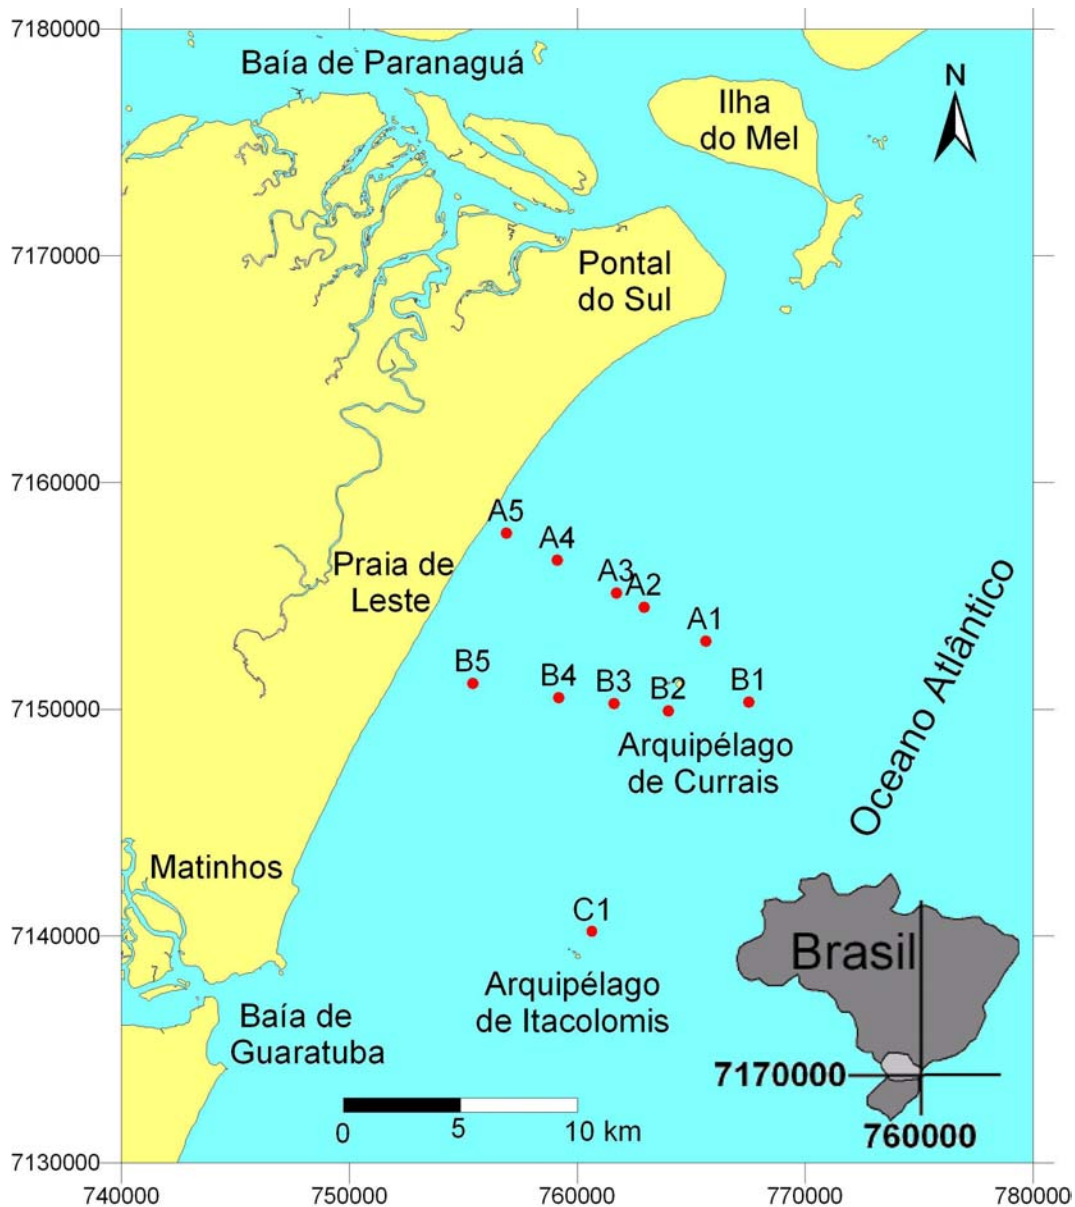 7180000
Baía de Paranaguá
N
Ilha
do Mel
7170000
Pontal
do Sul
7160000
A5
A4
A3
A2
A1
Praia de
Leste
B5
B4
B3
B2
B1
7150000
Arquipélago
de Currais
Oceano Atlântico
Matinhos
C1
7140000
Brasil
Arquipélago
de Itacolomis
Baía de
Guaratuba
7170000
0
5
10 km
760000
7130000
740000
750000
760000
770000
780000